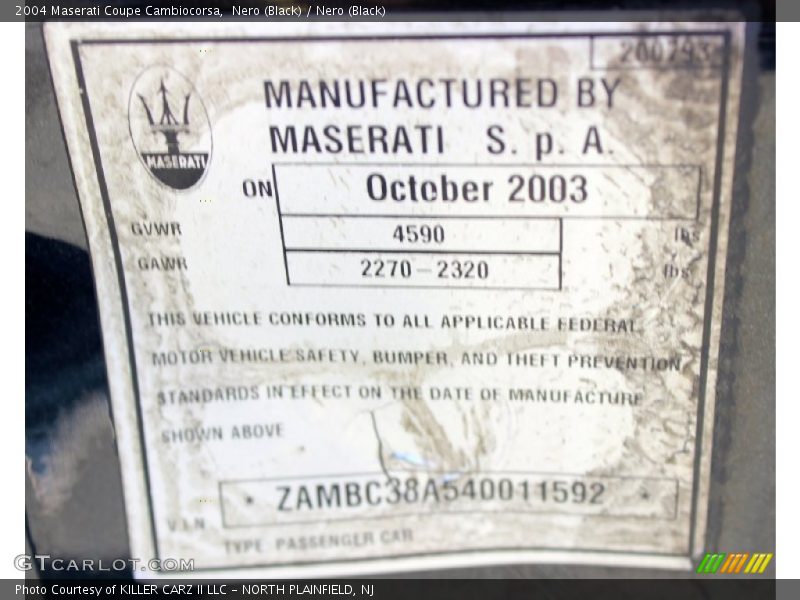 2004 Maserati Coupe Cambiocorsa,  Nero (Black) / Nero (Black)
200793
MANUFACTURED BY
MASERATI S. p. A.
MASERATI
ON October 2003
GVWR 4590 lbs
GAWR 2270-2320 lbs
THIS VEHICLE CONFORMS TO ALL APPLICABLE FEDERAL
MOTOR VEHICLE SAFETY, BUMPER, AND THEFT PREVENTION
STANDARDS IN EFFECT ON THE DATE OF MANUFACTURE
SHOWN ABOVE
V.I.N * ZAMBC38A540011592 *
TYPE PASSENGER CAR
GTCARLOT.COM
Photo Courtesy of KILLER CARZ II LLC - NORTH PLAINFIELD, NJ